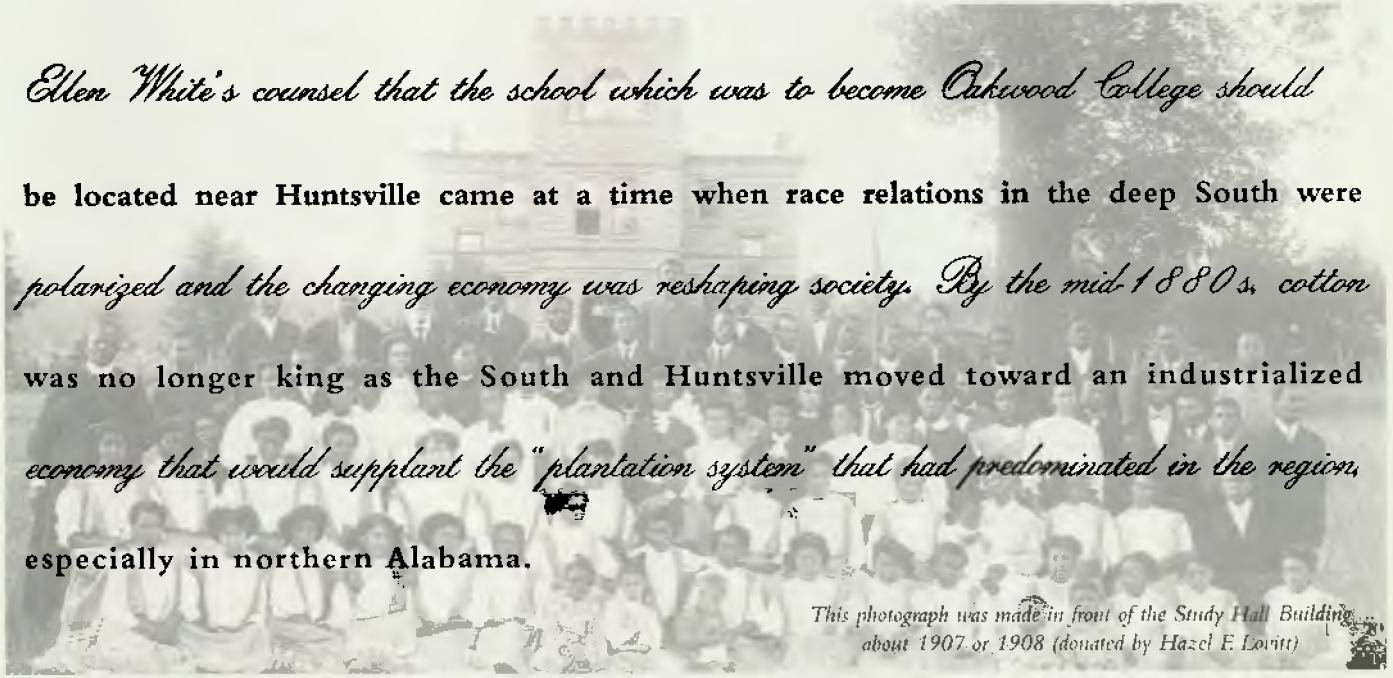 Ellen White's counsel that the school which was to become Oakwood College should
be located near Huntsville came at a time when race relations in the deep South were
polarized and the changing economy was reshaping society. By the mid-1880s, cotton
was no longer king as the South and Huntsville moved toward an industrialized
economy that would supplant the "plantation system" that had predominated in the region,
especially in northern Alabama.
This photograph was made in front of the Study Hall Building
about 1907 or 1908 (donated by Hazel F. Lovitt)